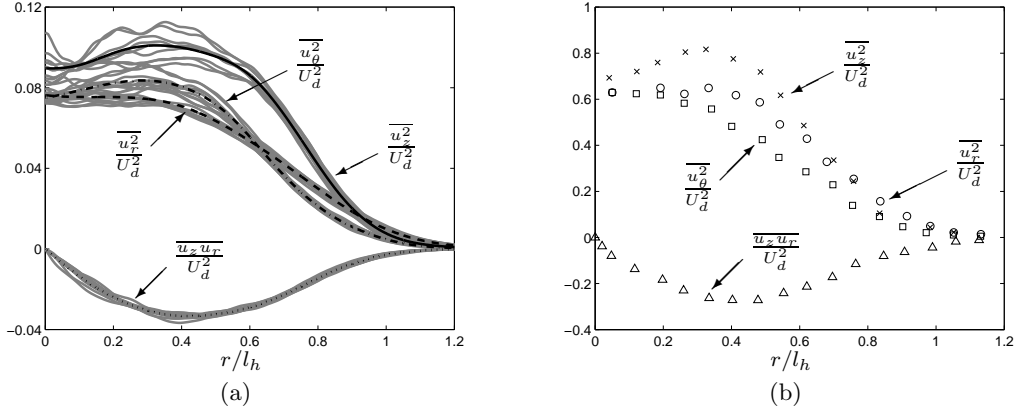 0.12
0.08
0.04
0
−0.04
0 0.2 0.4 0.6 0.8 1 1.2
r/l_h
\overline{u_θ^2}/U_d^2
\overline{u_r^2}/U_d^2
\overline{u_z^2}/U_d^2
\overline{u_z u_r}/U_d^2
(a)
1
0.8
0.6
0.4
0.2
0
−0.2
−0.4
0 0.2 0.4 0.6 0.8 1 1.2
r/l_h
\overline{u_z^2}/U_d^2
\overline{u_θ^2}/U_d^2
\overline{u_r^2}/U_d^2
\overline{u_z u_r}/U_d^2
(b)